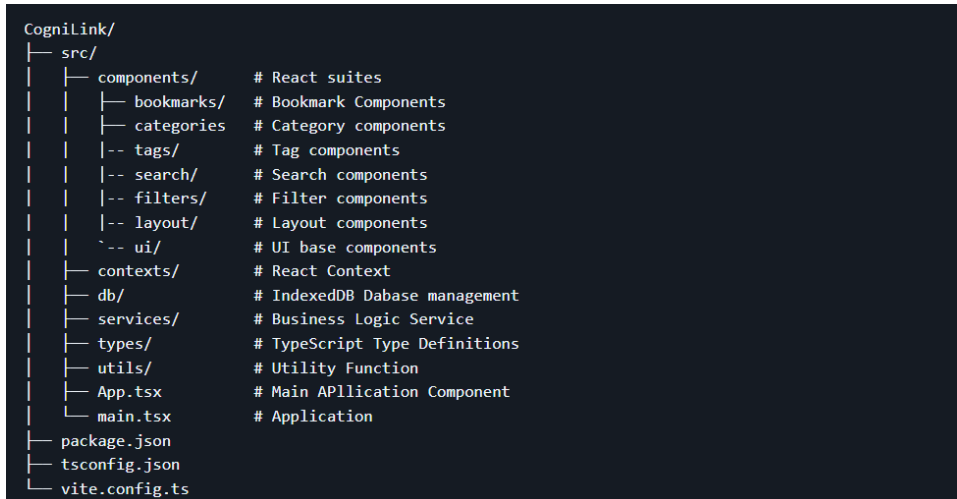 CogniLink/
├── src/
│   ├── components/      # React suites
│   │   ├── bookmarks/   # Bookmark Components
│   │   ├── categories   # Category components
│   │   |-- tags/        # Tag components
│   │   |-- search/      # Search components
│   │   |-- filters/     # Filter components
│   │   |-- layout/      # Layout components
│   │   `-- ui/          # UI base components
│   ├── contexts/        # React Context
│   ├── db/              # IndexedDB Dabase management
│   ├── services/        # Business Logic Service
│   ├── types/           # TypeScript Type Definitions
│   ├── utils/           # Utility Function
│   ├── App.tsx          # Main APllication Component
│   └── main.tsx         # Application
├── package.json
├── tsconfig.json
└── vite.config.ts